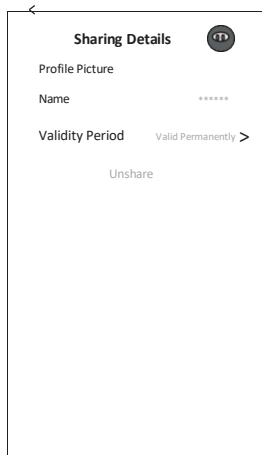 <
Sharing Details
Profile Picture
Name ******
Validity Period Valid Permanently >
Unshare